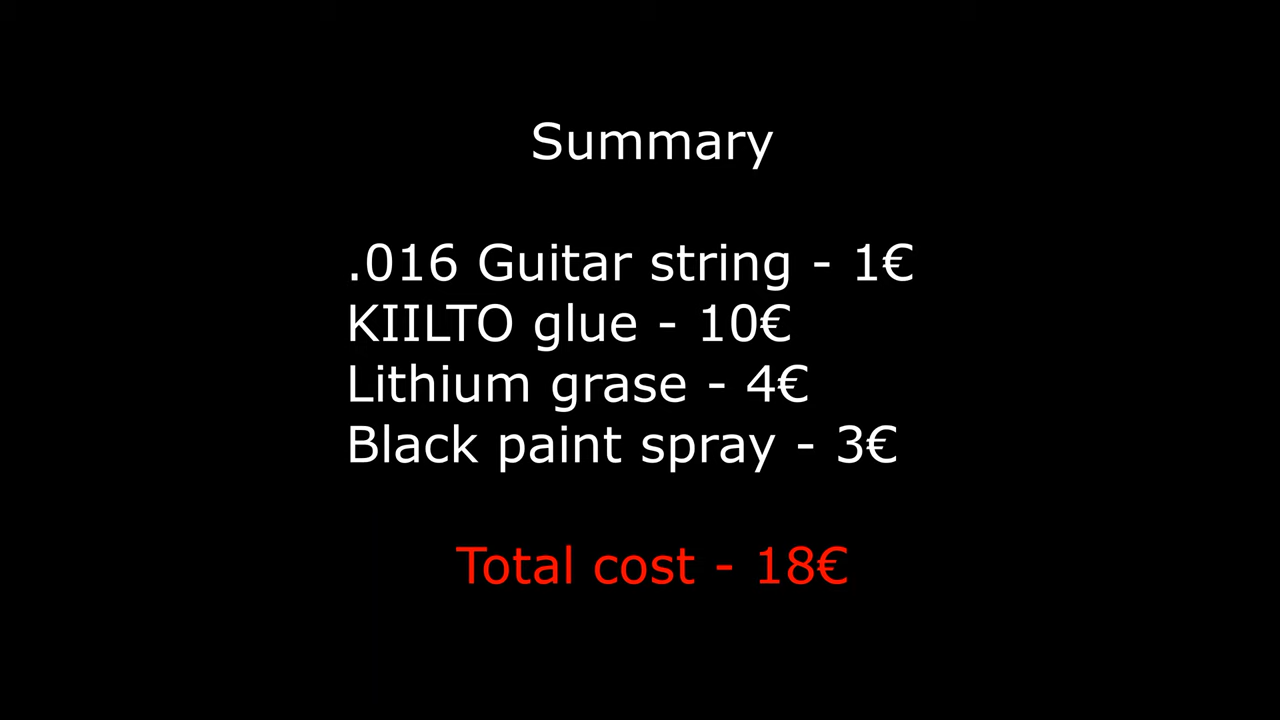 Summary
.016 Guitar string - 1€
KIILTO glue - 10€
Lithium grase - 4€
Black paint spray - 3€
Total cost - 18€